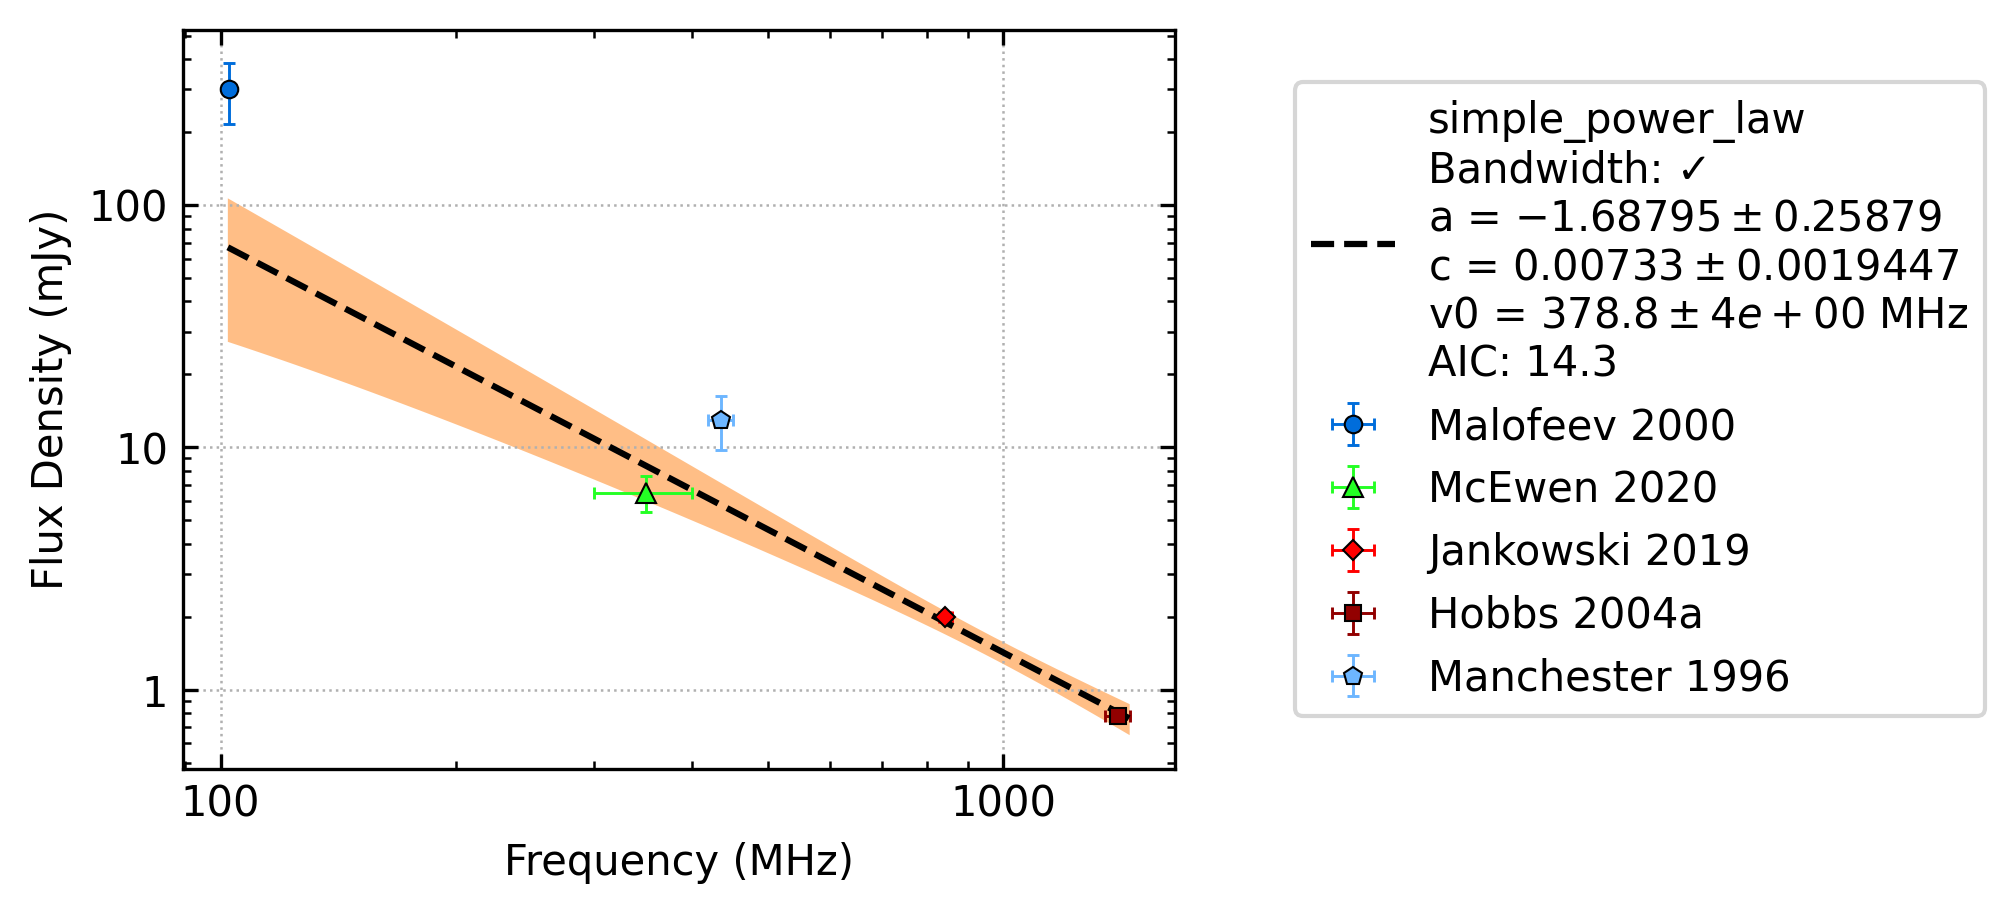 100
10
1
Flux Density (mJy)
100
1000
Frequency (MHz)
simple_power_law
Bandwidth: ✓
a = −1.68795 ± 0.25879
c = 0.00733 ± 0.0019447
v0 = 378.8 ± 4e + 00 MHz
AIC: 14.3
Malofeev 2000
McEwen 2020
Jankowski 2019
Hobbs 2004a
Manchester 1996